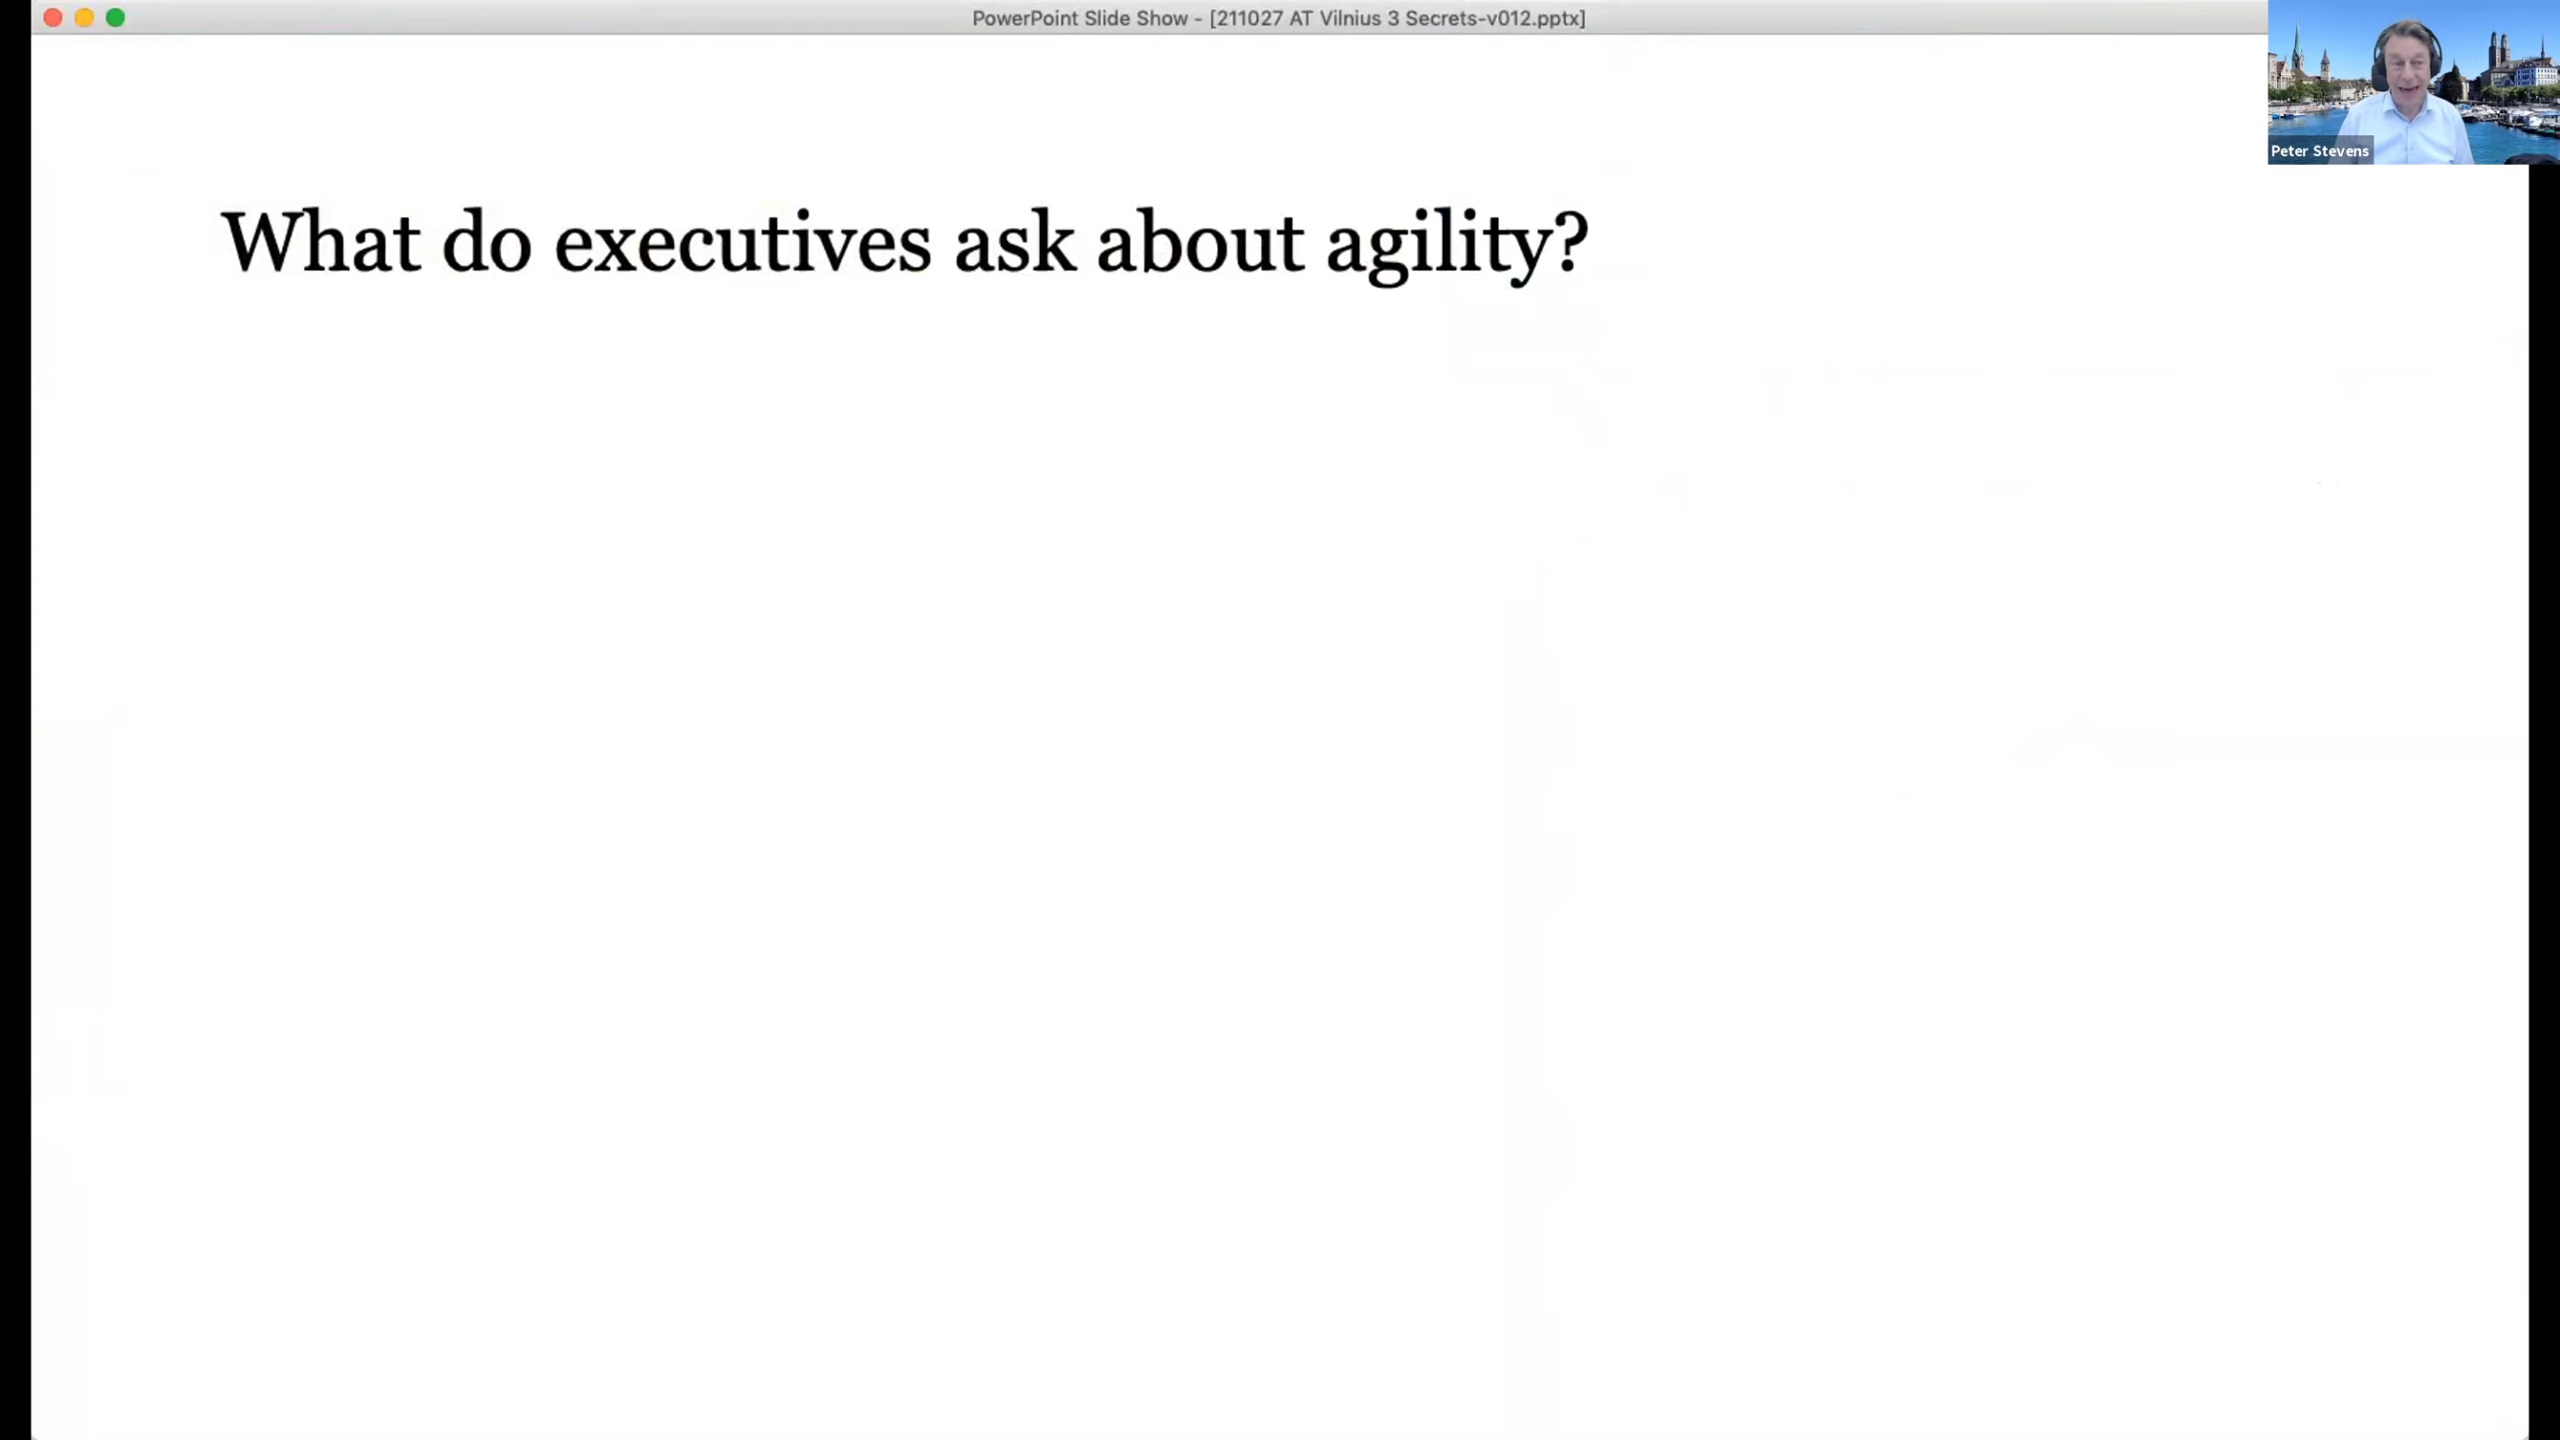 PowerPoint Slide Show - [211027 AT Vilnius 3 Secrets-v012.pptx]
Peter Stevens
What do executives ask about agility?